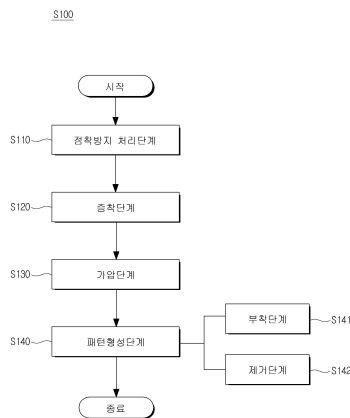 S100
시작
S110
점착방지 처리단계
S120
증착단계
S130
가압단계
S140
패턴형성단계
부착단계
S141
제거단계
S142
종료